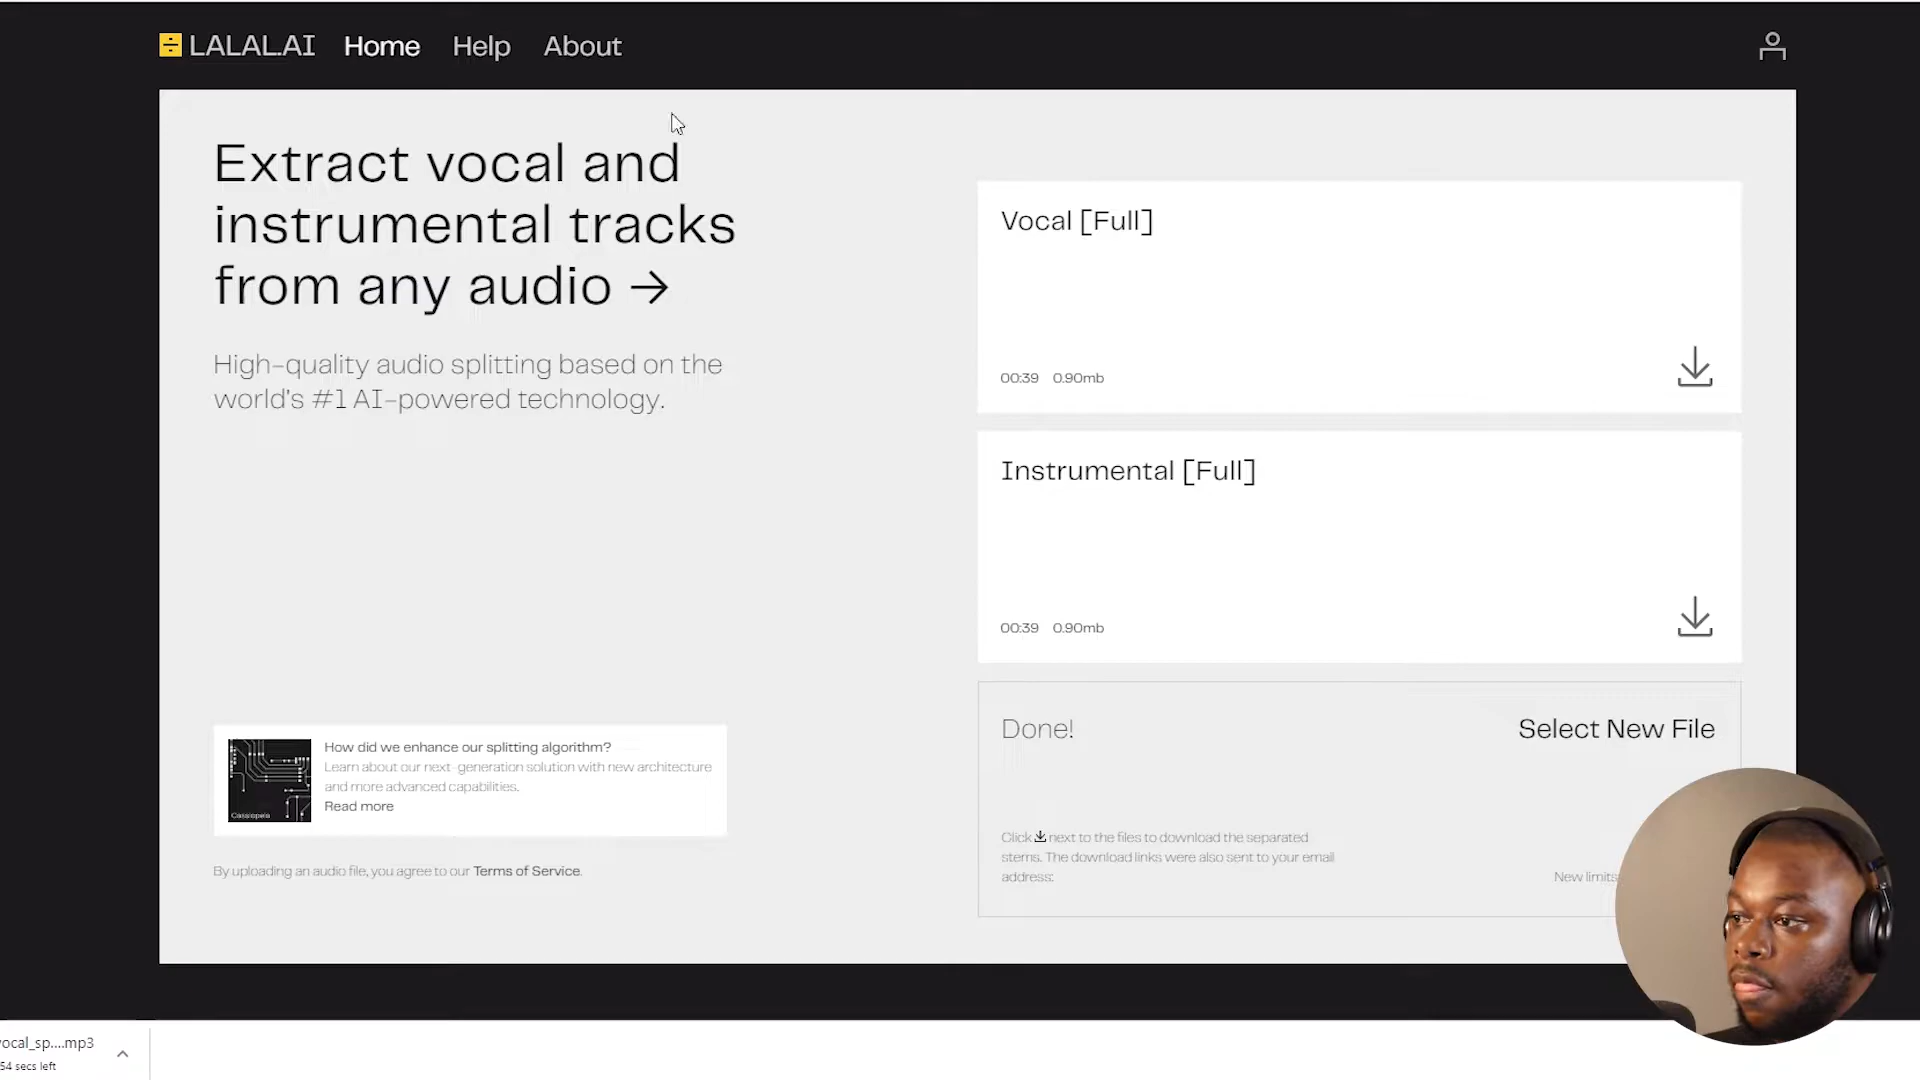 LALAL.AI Home Help About
Extract vocal and
instrumental tracks
from any audio →
High-quality audio splitting based on the
world's #1 AI-powered technology.
Vocal [Full]
00:39 0.90mb
Instrumental [Full]
00:39 0.90mb
Cassiopeia
How did we enhance our splitting algorithm?
Learn about our next-generation solution with new architecture
and more advanced capabilities.
Read more
By uploading an audio file, you agree to our Terms of Service.
Done!
Select New File
Click next to the files to download the separated
stems. The download links were also sent to your email
address:
New limits
vocal_sp....mp3
54 secs left